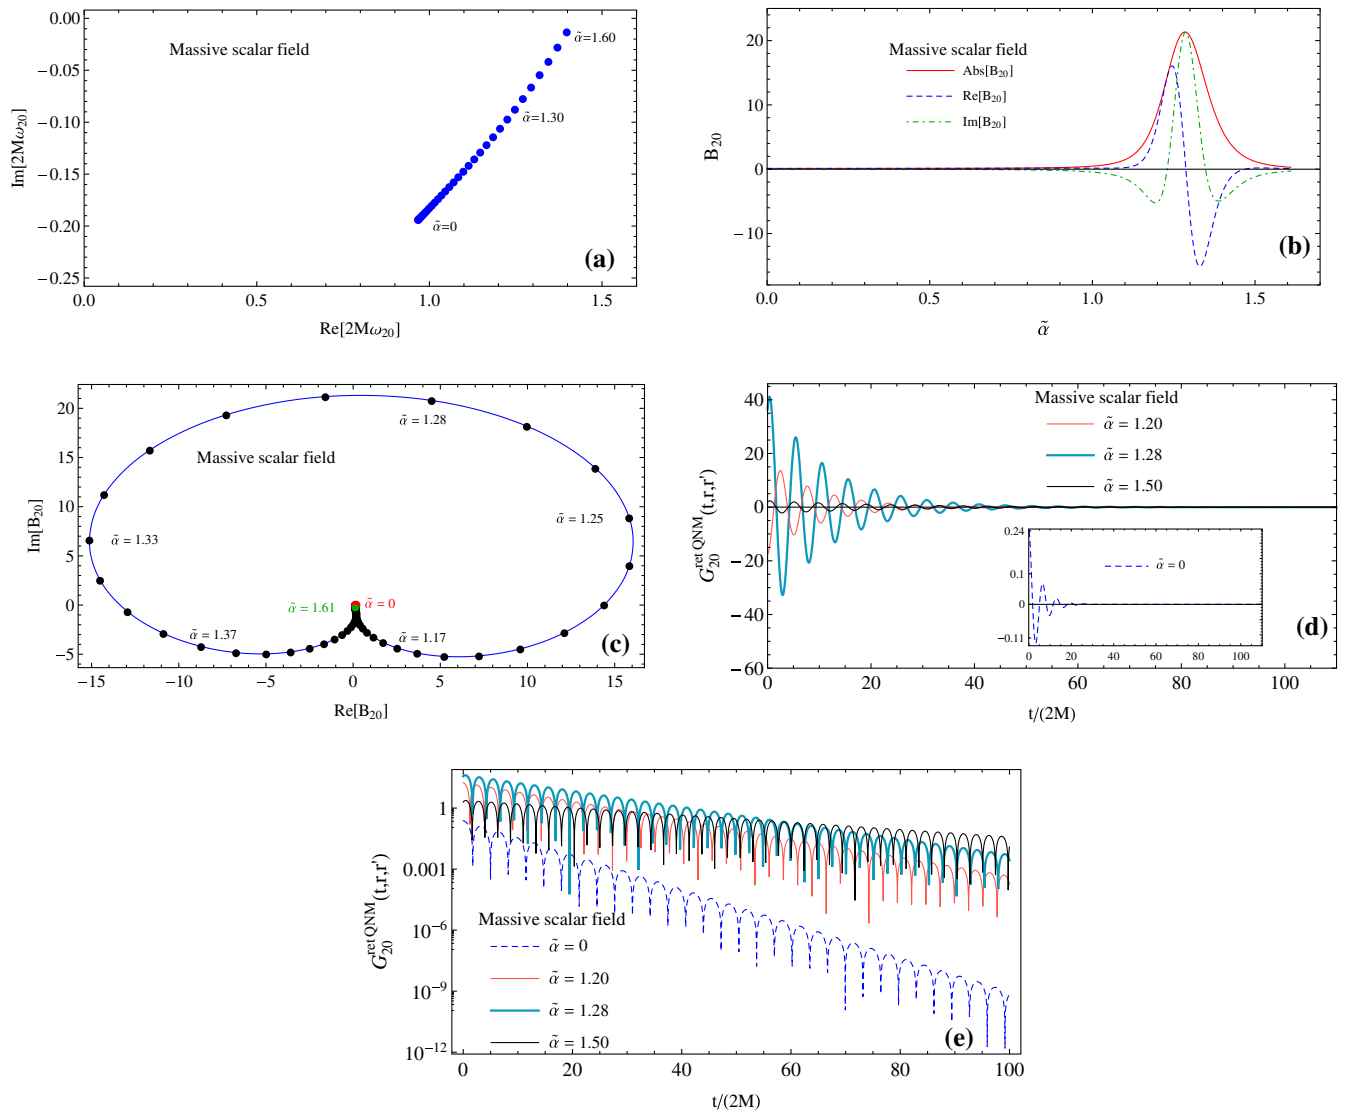 0.00
−0.05
−0.10
−0.15
−0.20
−0.25
Im[2Mω₂₀]
Massive scalar field
α̃=1.60
α̃=1.30
α̃=0
(a)
0.0
0.5
1.0
1.5
Re[2Mω₂₀]
20
10
0
−10
B₂₀
Massive scalar field
Abs[B₂₀]
Re[B₂₀]
Im[B₂₀]
(b)
0.0
0.5
1.0
1.5
α̃
20
15
10
5
0
−5
Im[B₂₀]
α̃ = 1.28
Massive scalar field
α̃ = 1.25
α̃ = 1.33
α̃ = 1.61
α̃ = 0
α̃ = 1.37
α̃ = 1.17
(c)
−15
−10
−5
0
5
10
15
Re[B₂₀]
40
20
0
−20
−40
−60
G₂₀^{ret QNM}(t,r,r')
Massive scalar field
α̃ = 1.20
α̃ = 1.28
α̃ = 1.50
0.24
0.1
0
−0.11
α̃ = 0
0
20
40
60
80
100
(d)
0
20
40
60
80
100
t/(2M)
1
0.001
10⁻⁶
10⁻⁹
10⁻¹²
G₂₀^{ret QNM}(t,r,r')
Massive scalar field
α̃ = 0
α̃ = 1.20
α̃ = 1.28
α̃ = 1.50
(e)
0
20
40
60
80
100
t/(2M)